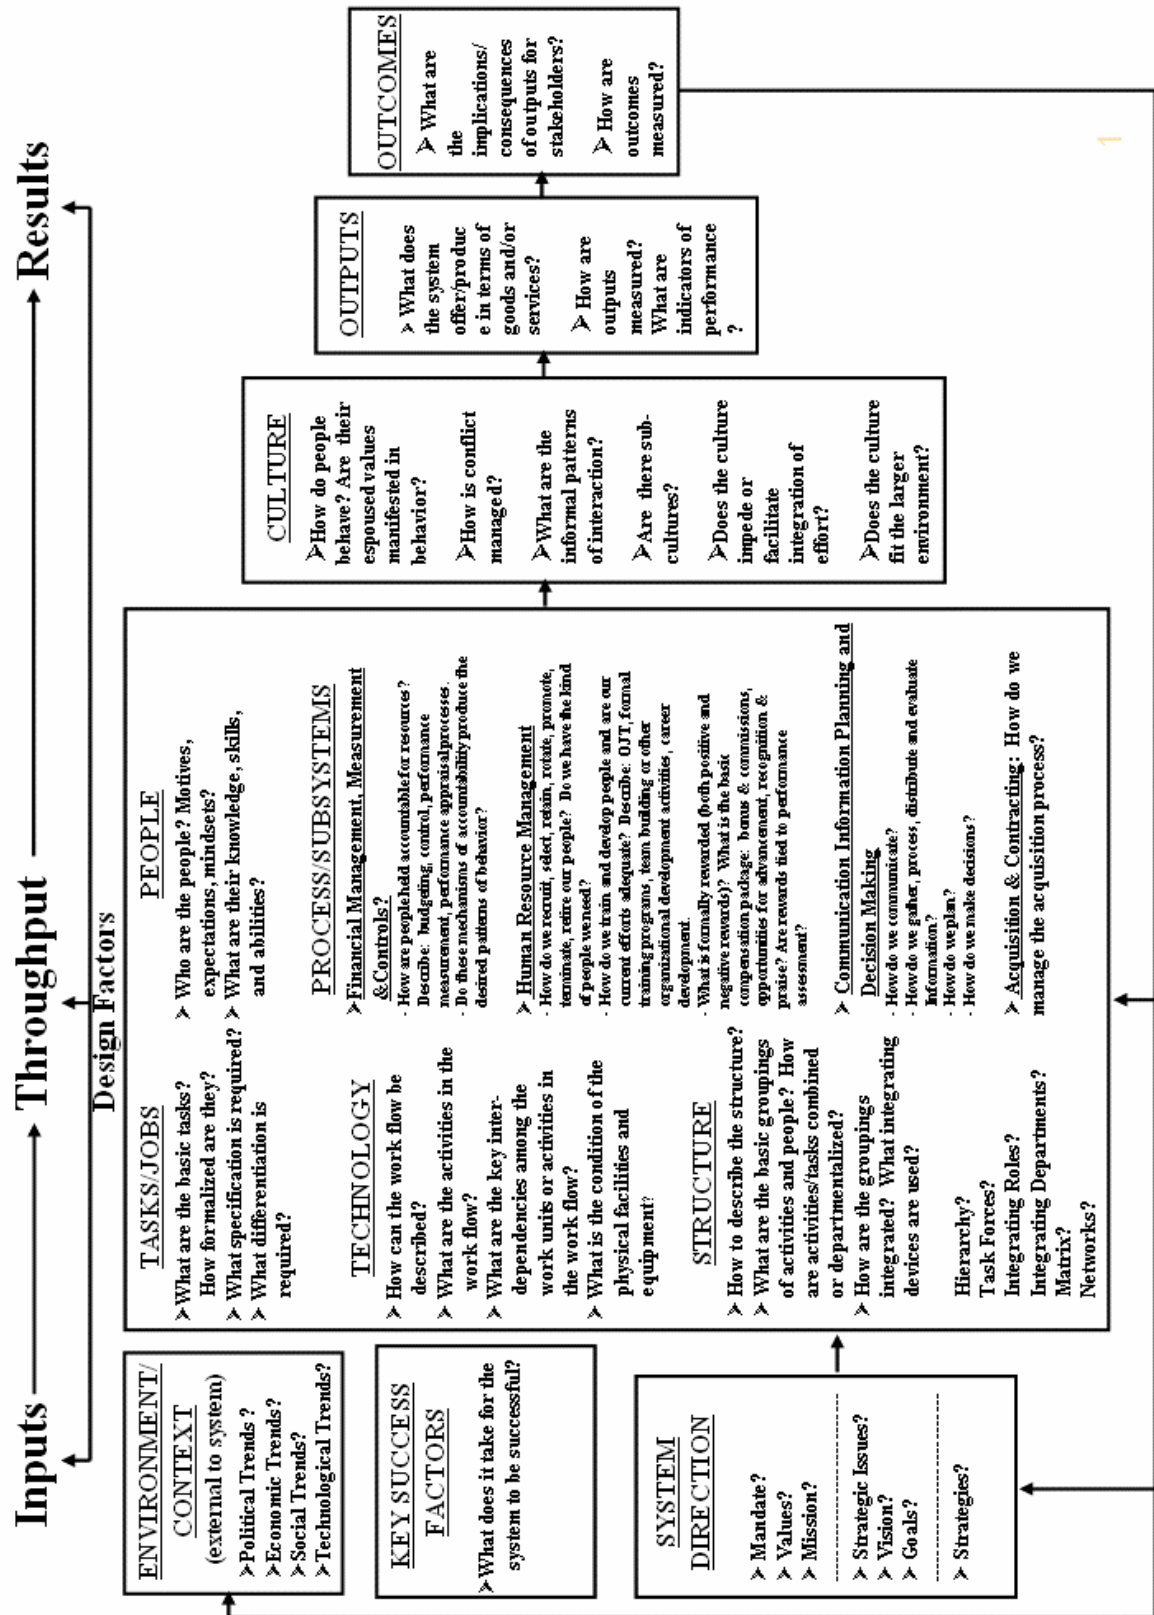 Inputs
Throughput
Results
Design Factors
ENVIRONMENT/
CONTEXT
(external to system)
➤Political Trends ?
➤Economic Trends?
➤Social Trends?
➤Technological Trends?
KEY SUCCESS
FACTORS
➤What does it take for the
system to be successful?
SYSTEM
DIRECTION
➤ Mandate?
➤ Values?
➤ Mission?
➤ Strategic Issues?
➤ Vision?
➤ Goals?
➤ Strategies?
TASKS/JOBS
➤What are the basic tasks?
How formalized are they?
➤ What specification is required?
➤ What differentiation is
required?
TECHNOLOGY
➤ How can the work flow be
described?
➤ What are the activities in the
work flow?
➤ What are the key inter-
dependencies among the
work units or activities in
the work flow?
➤ What is the condition of the
physical facilities and
equipment?
STRUCTURE
➤ How to describe the structure?
➤ What are the basic groupings
of activities and people? How
are activities/tasks combined
or departmentalized?
➤ How are the groupings
integrated? What integrating
devices are used?
Hierarchy?
Task Forces?
Integrating Roles?
Integrating Departments?
Matrix?
Networks?
PEOPLE
➤ Who are the people? Motives,
expectations, mindsets?
➤ What are their knowledge, skills,
and abilities?
PROCESS/SUBSYSTEMS
➤Financial Management, Measurement
&Controls?
- How are people held accountable for resources?
Describe: budgeting, control, performance
measurement, performance appraisal processes.
- Do these mechanisms of accountability produce the
desired patterns of behavior?
➤ Human Resource Management
- How do we recruit, select, retain, rotate, promote,
terminate, retire our people? Do we have the kind
of people we need?
- How do we train and develop people and are our
current efforts adequate? Describe: OJT, formal
training programs, team building or other
organizational development activities, career
development.
- What is formally rewarded (both positive and
negative rewards)? What is the basic
compensation package: bonus & commissions,
opportunities for advancement, recognition &
praise? Are rewards tied to performance
assessment?
➤ Communication Information Planning and
Decision Making
- How do we communicate?
- How do we gather, process, distribute and evaluate
Information?
- How do we plan?
- How do we make decisions?
➤ Acquisition & Contracting: How do we
manage the acquisition process?
CULTURE
➤How do people
behave? Are their
espoused values
manifested in
behavior?
➤How is conflict
managed?
➤What are the
informal patterns
of interaction?
➤Are there sub-
cultures?
➤Does the culture
impede or
facilitate
integration of
effort?
➤Does the culture
fit the larger
environment?
OUTPUTS
➤ What does
the system
offer/produc
e in terms of
goods and/or
services?
➤ How are
outputs
measured?
What are
indicators of
performance
?
OUTCOMES
➤ What are
the
implications/
consequences
of outputs for
stakeholders?
➤ How are
outcomes
measured?
1